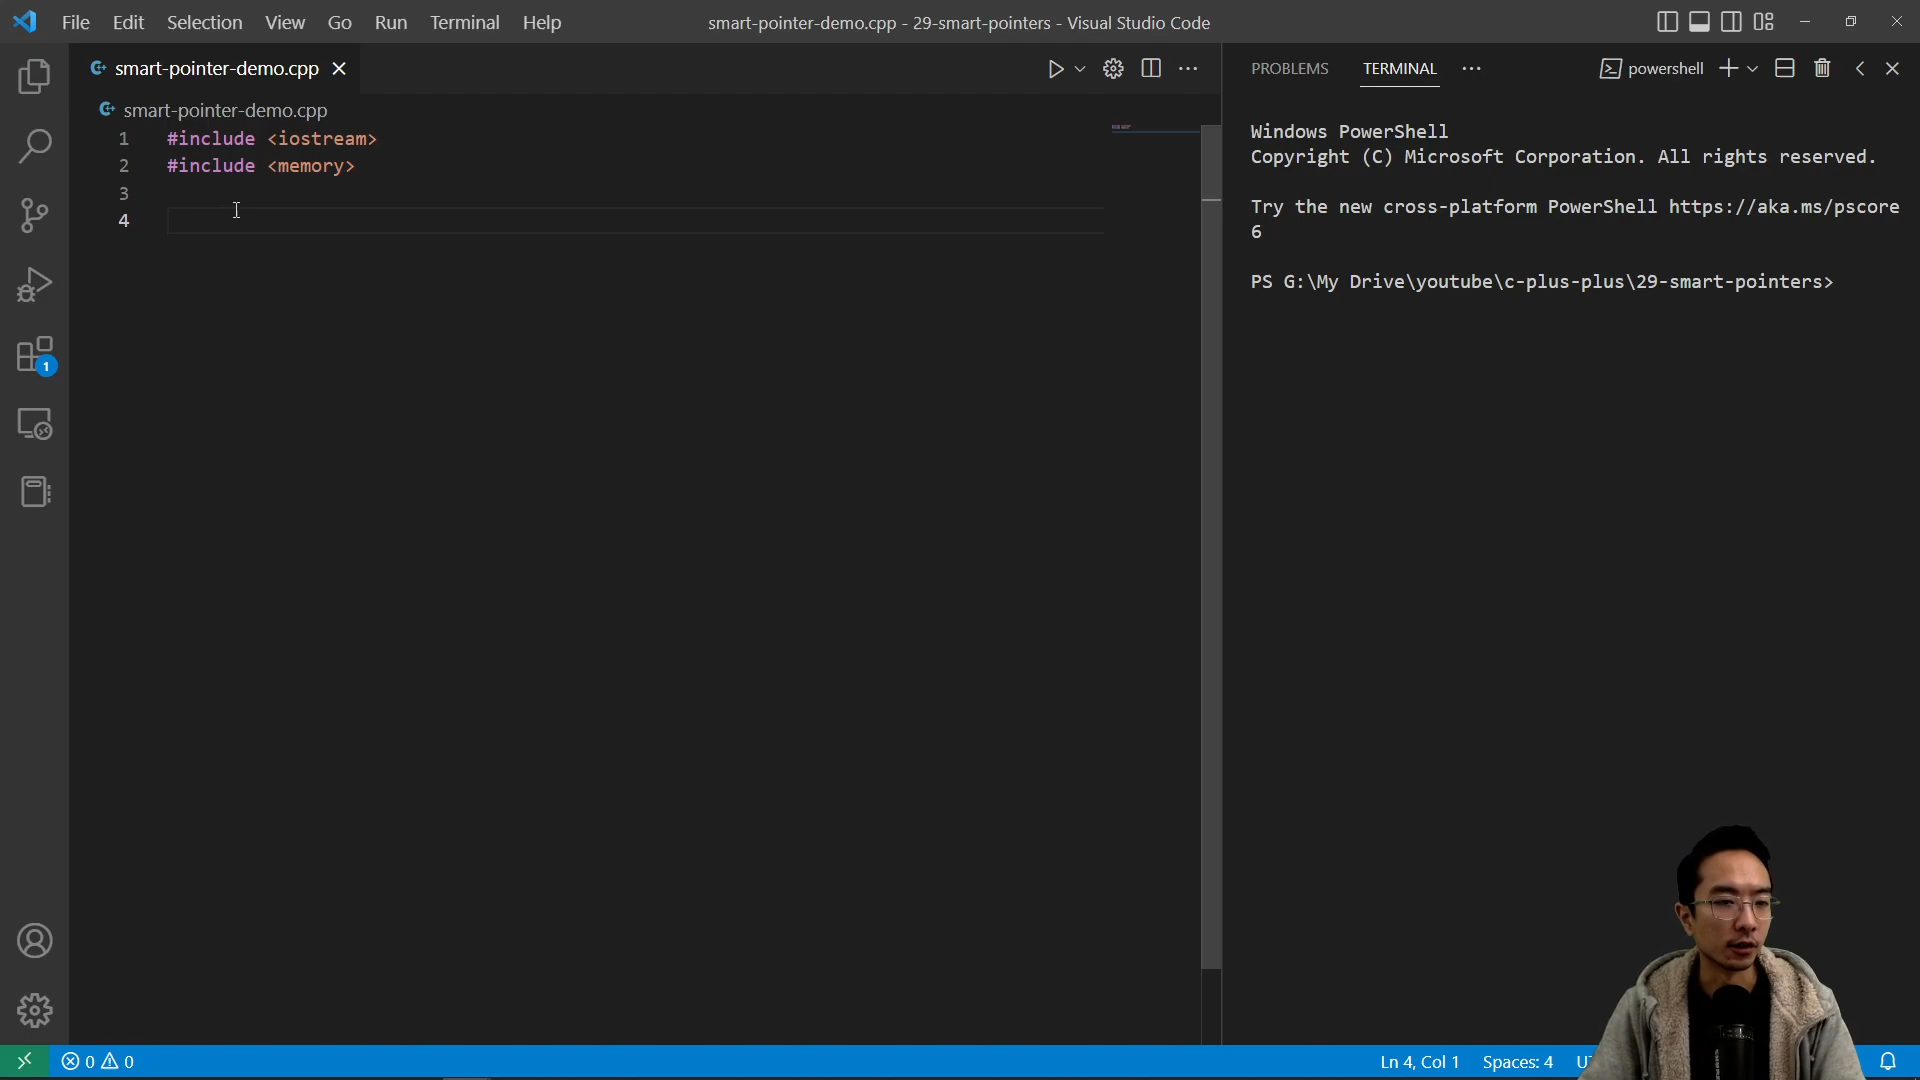 File Edit Selection View Go Run Terminal Help
smart-pointer-demo.cpp - 29-smart-pointers - Visual Studio Code
smart-pointer-demo.cpp
smart-pointer-demo.cpp
1 #include <iostream>
2 #include <memory>
3
4
PROBLEMS TERMINAL
powershell
Windows PowerShell
Copyright (C) Microsoft Corporation. All rights reserved.
Try the new cross-platform PowerShell https://aka.ms/pscore
6
PS G:\My Drive\youtube\c-plus-plus\29-smart-pointers>
1
0 0
Ln 4, Col 1 Spaces: 4